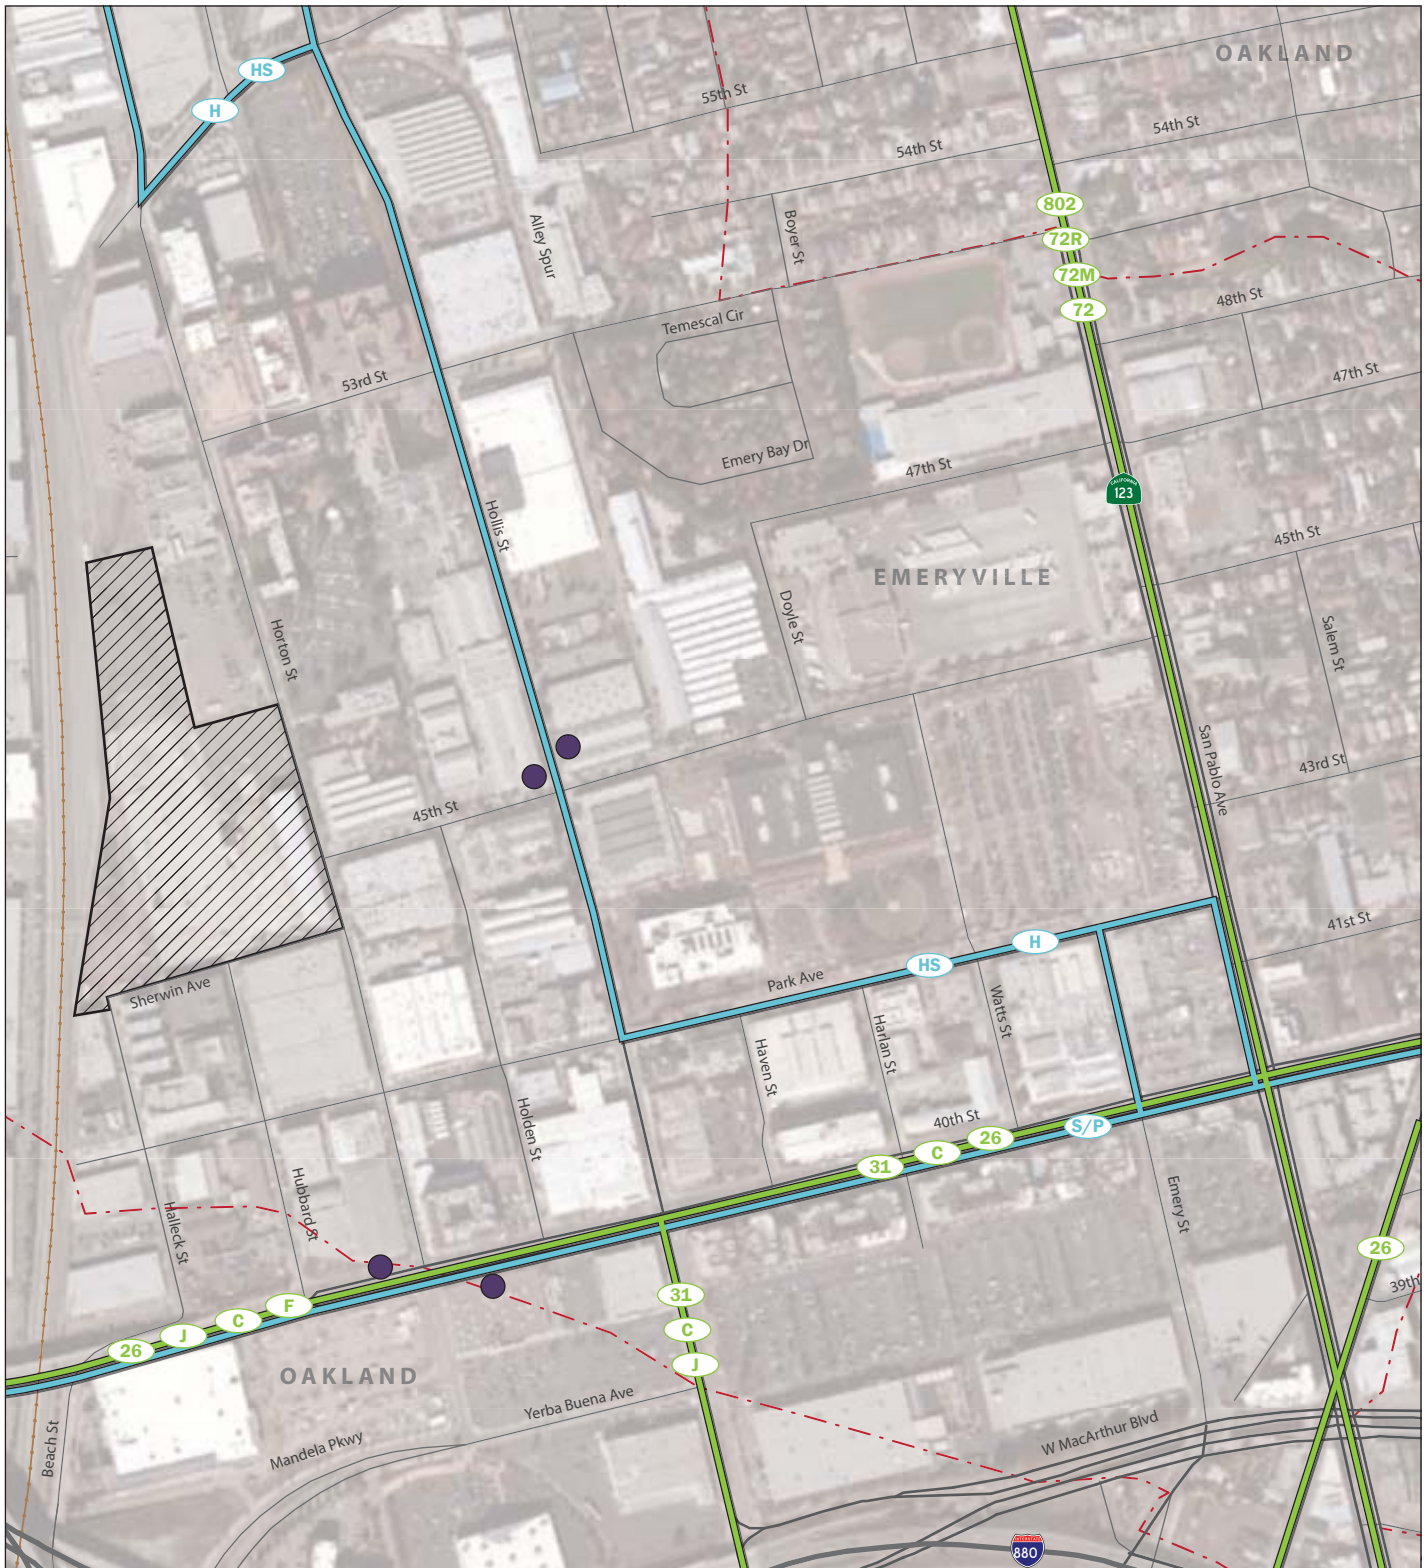 OAKLAND
HS
H
55th St
54th St
54th St
802
72R
72M
72
Alley Spur
Boyer St
48th St
Temescal Cir
53rd St
47th St
Emery Bay Dr
47th St
CALIFORNIA
123
Hollis St
45th St
EMERYVILLE
Doyle St
Horton St
Salem St
San Pablo Ave
43rd St
45th St
41st St
H
HS
Park Ave
Sherwin Ave
Watts St
Harlan St
Haven St
Holden St
40th St
S/P
26
C
31
Hubbard St
Halleck St
Emery St
26
39th
31
C
J
F
C
J
26
OAKLAND
Yerba Buena Ave
W MacArthur Blvd
Mandela Pkwy
Beach St
880